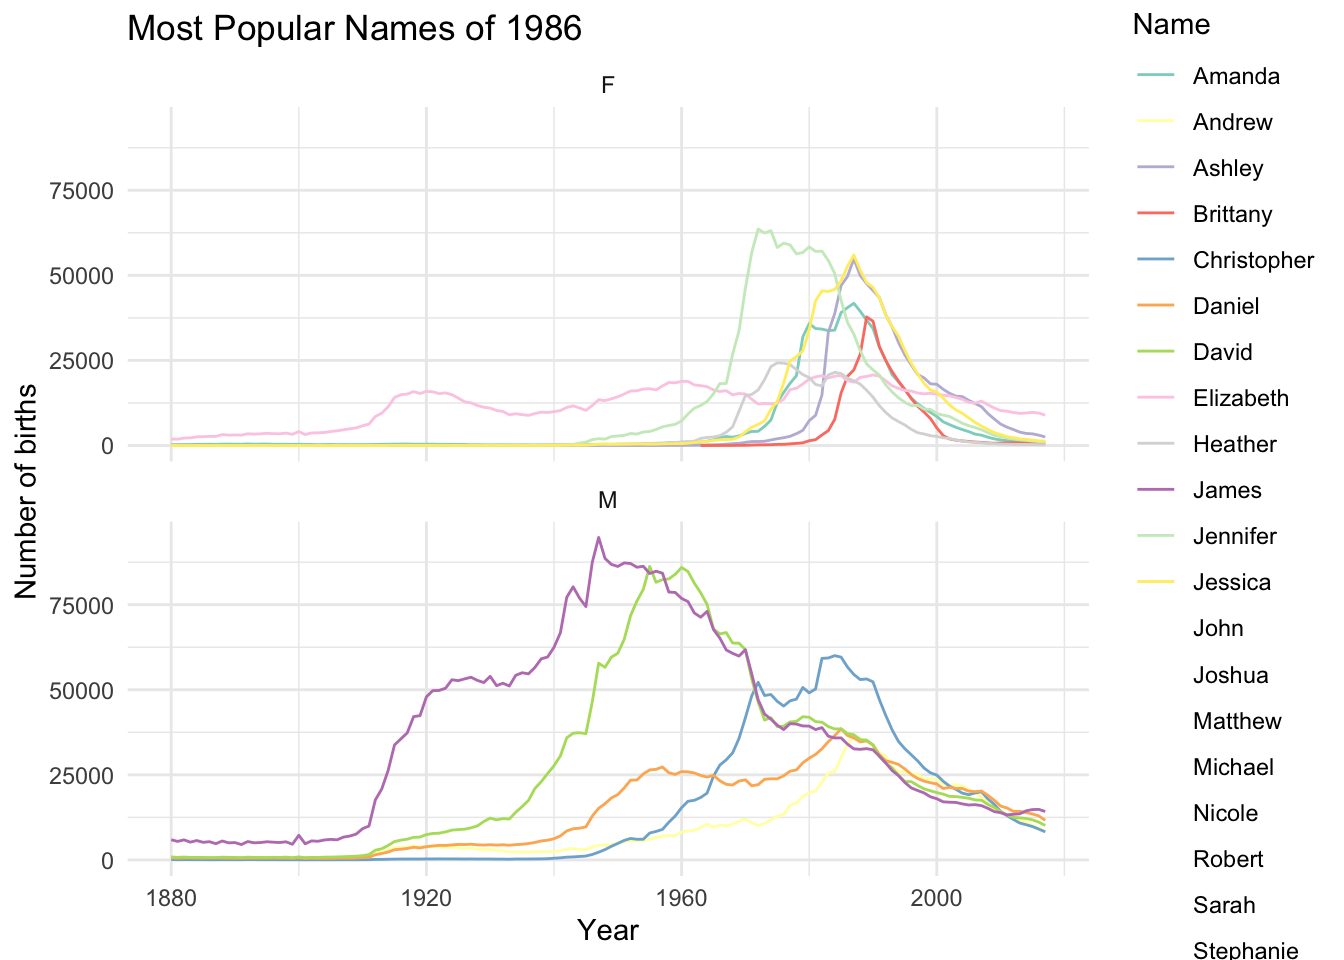 Most Popular Names of 1986
F
75000
50000
25000
0
M
75000
50000
25000
0
1880 1920 1960 2000
Year
Number of births
Name
Amanda
Andrew
Ashley
Brittany
Christopher
Daniel
David
Elizabeth
Heather
James
Jennifer
Jessica
John
Joshua
Matthew
Michael
Nicole
Robert
Sarah
Stephanie